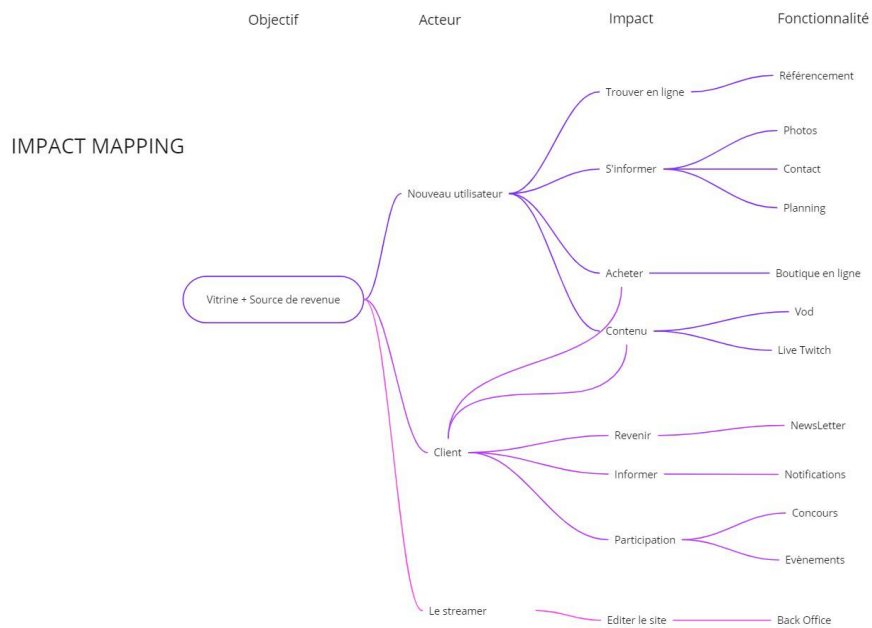 Objectif
Acteur
Impact
Fonctionnalité
IMPACT MAPPING
Vitrine + Source de revenue
Nouveau utilisateur
Trouver en ligne
Référencement
S'informer
Photos
Contact
Planning
Acheter
Boutique en ligne
Contenu
Vod
Live Twitch
Client
Revenir
NewsLetter
Informer
Notifications
Participation
Concours
Evènements
Le streamer
Editer le site
Back Office